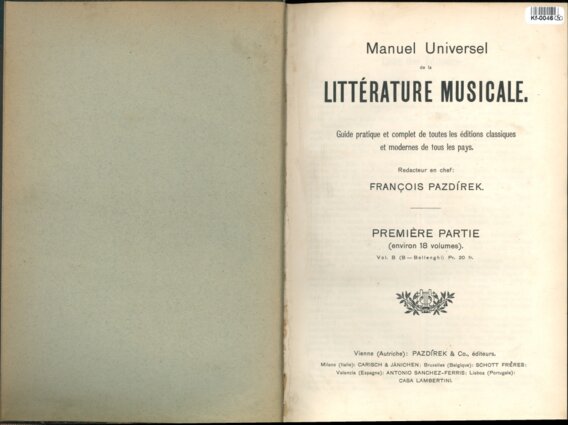 Kf-0046
Manuel Universel
de la
LITTÉRATURE MUSICALE.
Guide pratique et complet de toutes les éditions classiques
et modernes de tous les pays.
Redacteur en chef:
FRANÇOIS PAZDÍREK.
PREMIÈRE PARTIE
(environ 18 volumes).
Vol. B (B—Bellenghi) Pr. 20 fr.
Vienne (Autriche): PAZDÍREK & Co., éditeurs.
Milano (Italie): CARISCH & JÄNICHEN: Bruxelles (Belgique): SCHOTT FRÈRES:
Valencia (Espagne): ANTONIO SANCHEZ-FERRIS: Lisboa (Portugale):
CASA LAMBERTINI.